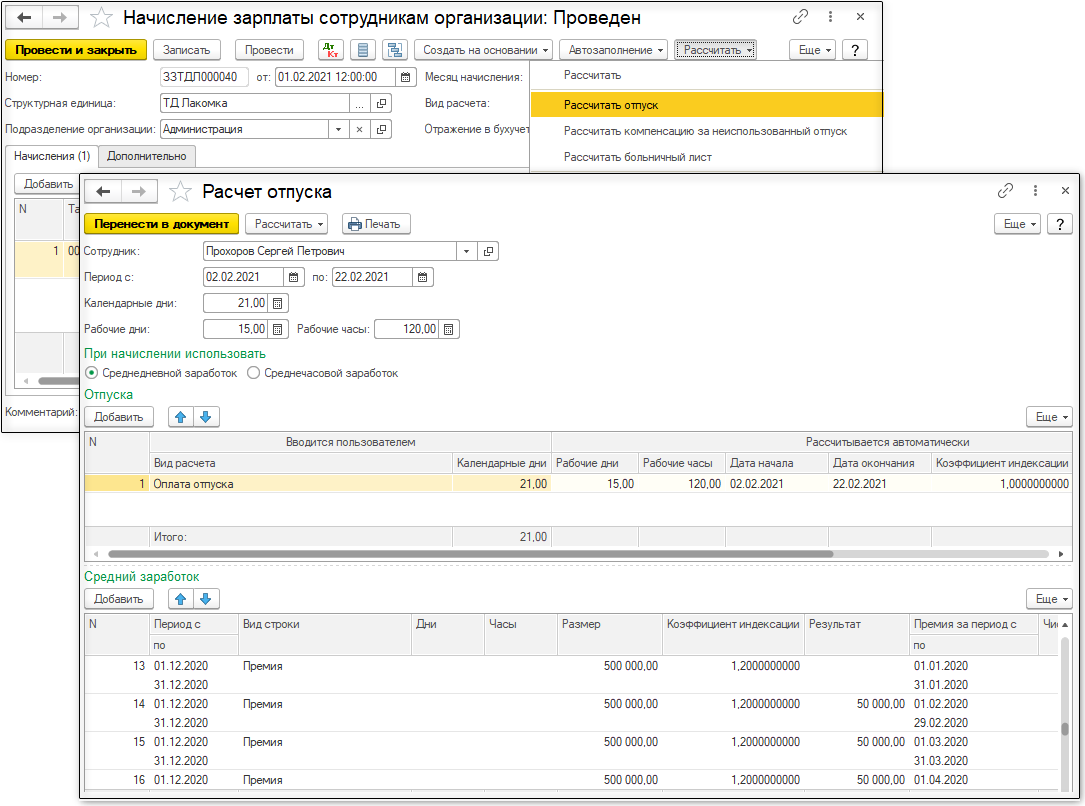 Начисление зарплаты сотрудникам организации: Проведен
Провести и закрыть Записать Провести Дт Кт Создать на основании Автозаполнение Рассчитать Еще ?
Номер: ЗЗТДЛ000040 от: 01.02.2021 12:00:00 Месяц начисления:
Рассчитать
Структурная единица: ТД Лакомка ... Вид расчета:
Рассчитать отпуск
Подразделение организации: Администрация Отражение в бухучет
Рассчитать компенсацию за неиспользованный отпуск
Начисления (1) Дополнительно
Рассчитать больничный лист
Добавить
N Та
1 00
Комментарий:
Расчет отпуска
Перенести в документ Рассчитать Печать Еще ?
Сотрудник: Прохоров Сергей Петрович
Период с: 02.02.2021 по: 22.02.2021
Календарные дни: 21,00
Рабочие дни: 15,00 Рабочие часы: 120,00
При начислении использовать
Среднедневной заработок Среднечасовой заработок
Отпуска
Добавить Еще
N Вводится пользователем Рассчитывается автоматически
Вид расчета Календарные дни Рабочие дни Рабочие часы Дата начала Дата окончания Коэффициент индексации
1 Оплата отпуска 21,00 15,00 120,00 02.02.2021 22.02.2021 1,0000000000
Итого: 21,00
Средний заработок
Добавить Еще
N Период с Вид строки Дни Часы Размер Коэффициент индексации Результат Премия за период с Чис
по по
13 01.12.2020 Премия 500 000,00 1,2000000000 01.01.2020
31.12.2020 31.01.2020
14 01.12.2020 Премия 500 000,00 1,2000000000 50 000,00 01.02.2020
31.12.2020 29.02.2020
15 01.12.2020 Премия 500 000,00 1,2000000000 50 000,00 01.03.2020
31.12.2020 31.03.2020
16 01.12.2020 Премия 500 000,00 1,2000000000 50 000,00 01.04.2020